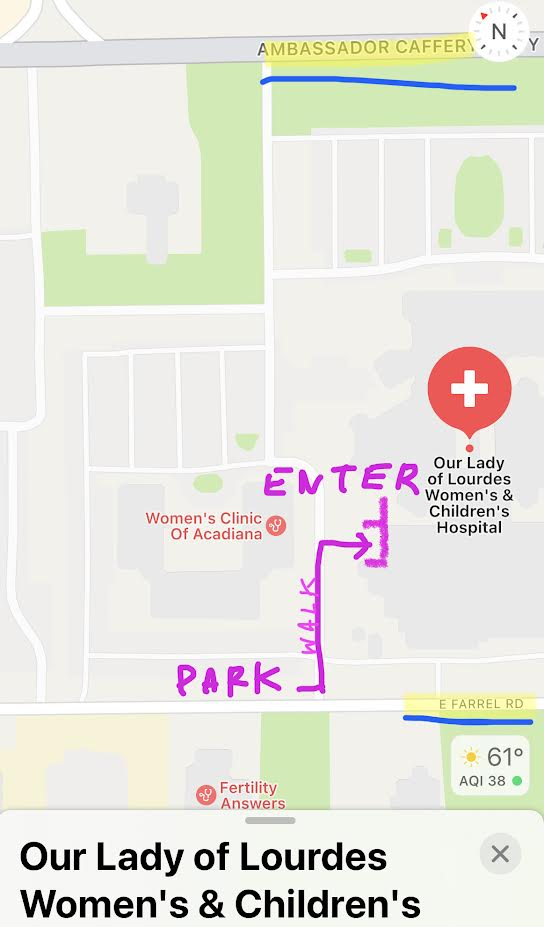 AMBASSADOR CAFFERY
N
Y
ENTER
Our Lady
of Lourdes
Women's &
Children's
Hospital
Women's Clinic
Of Acadiana
WALK
PARK
E FARREL RD
61°
AQI 38
Fertility
Answers
Our Lady of Lourdes
Women's & Children's